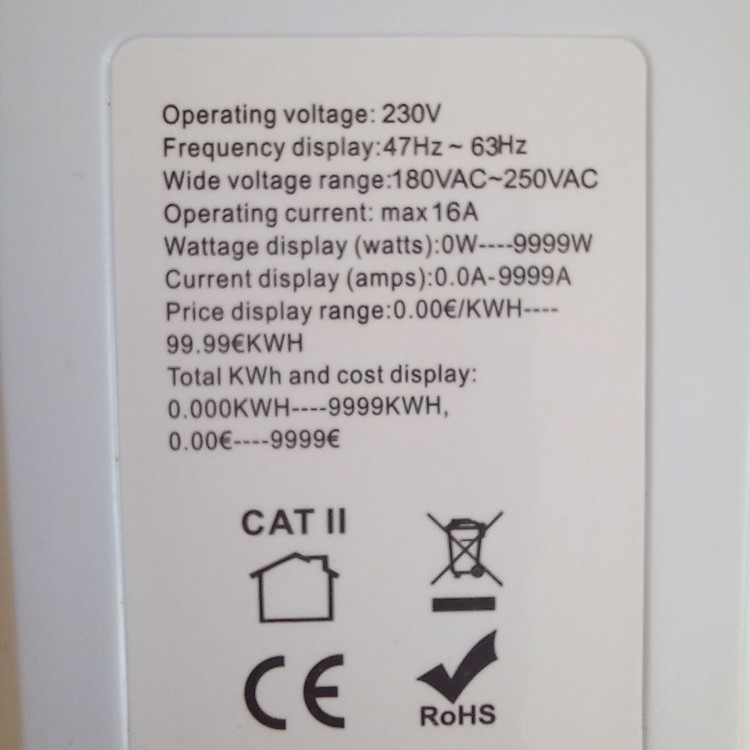 Operating voltage: 230V
Frequency display:47Hz ~ 63Hz
Wide voltage range:180VAC~250VAC
Operating current: max 16A
Wattage display (watts):0W----9999W
Current display (amps):0.0A-9999A
Price display range:0.00€/KWH----
99.99€KWH
Total KWh and cost display:
0.000KWH----9999KWH,
0.00€----9999€
CAT II
CE
RoHS